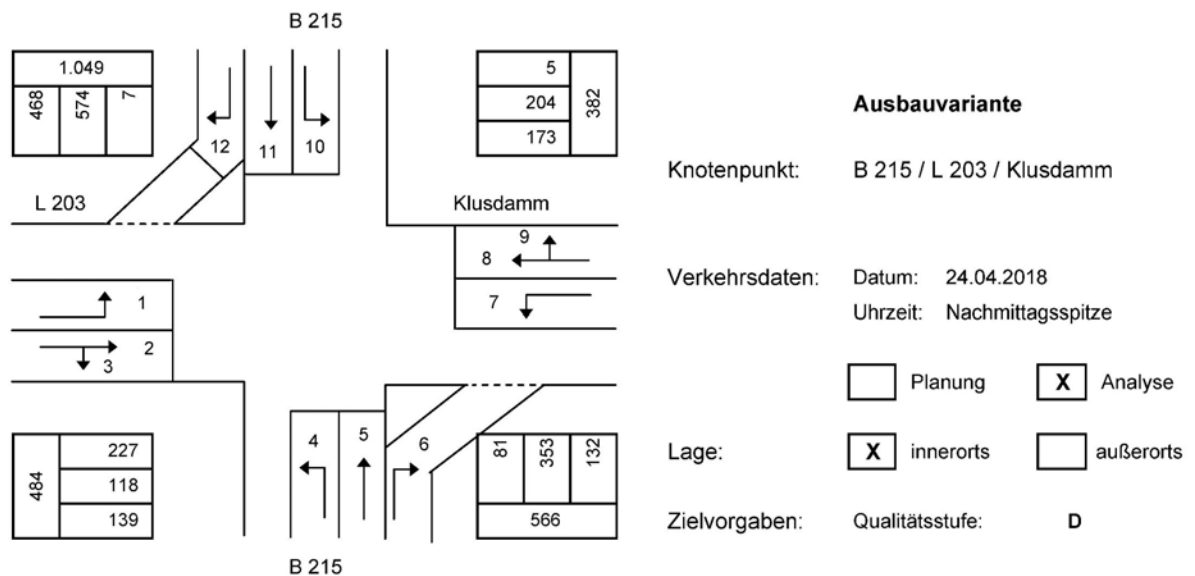 B 215
1.049
468 574 7
12 11 10
5
204
173
382
L 203
Klusdamm
9
8
7
1
2
3
4 5 6
484
227
118
139
81 353 132
566
B 215
Ausbauvariante
Knotenpunkt: B 215 / L 203 / Klusdamm
Verkehrsdaten: Datum: 24.04.2018
Uhrzeit: Nachmittagsspitze
Planung X Analyse
Lage: X innerorts außerorts
Zielvorgaben: Qualitätsstufe: D